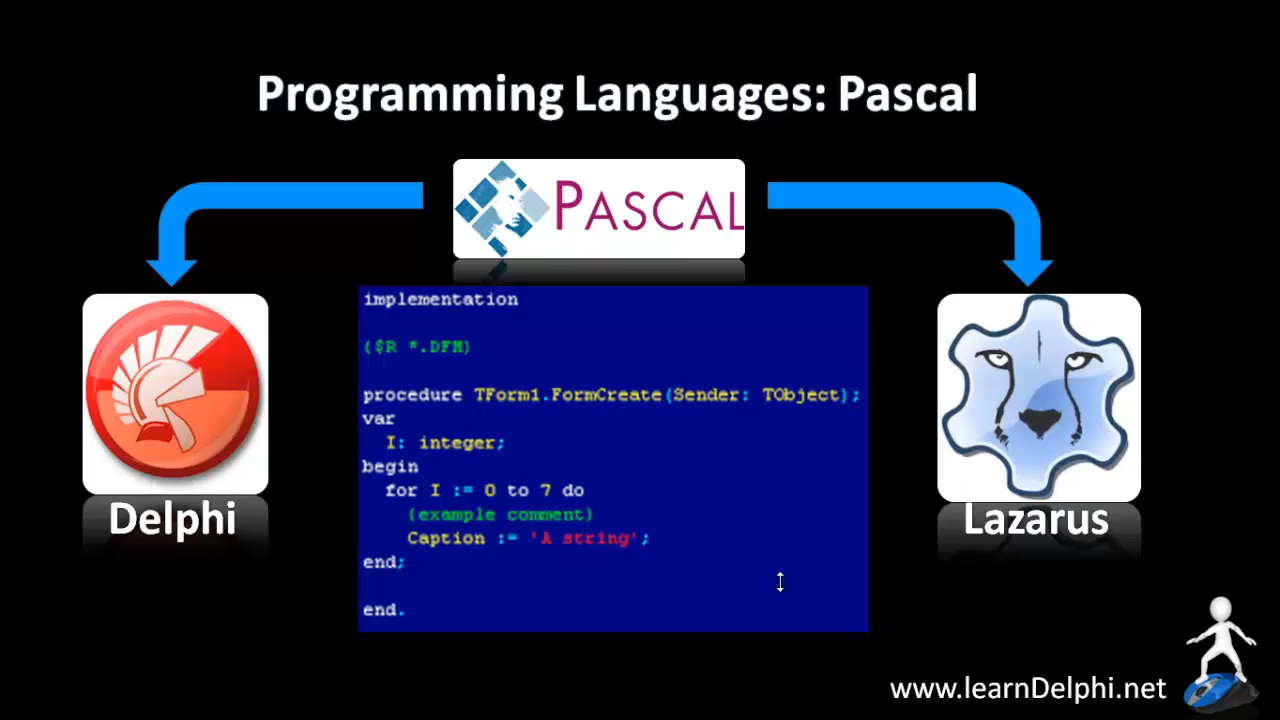 Programming Languages: Pascal
PASCAL
implementation
($R *.DFM)
procedure TForm1.FormCreate(Sender: TObject);
var
I: integer;
begin
for I := 0 to 7 do
(example comment)
Caption := 'A string';
end;
end.
Delphi
Lazarus
www.learnDelphi.net